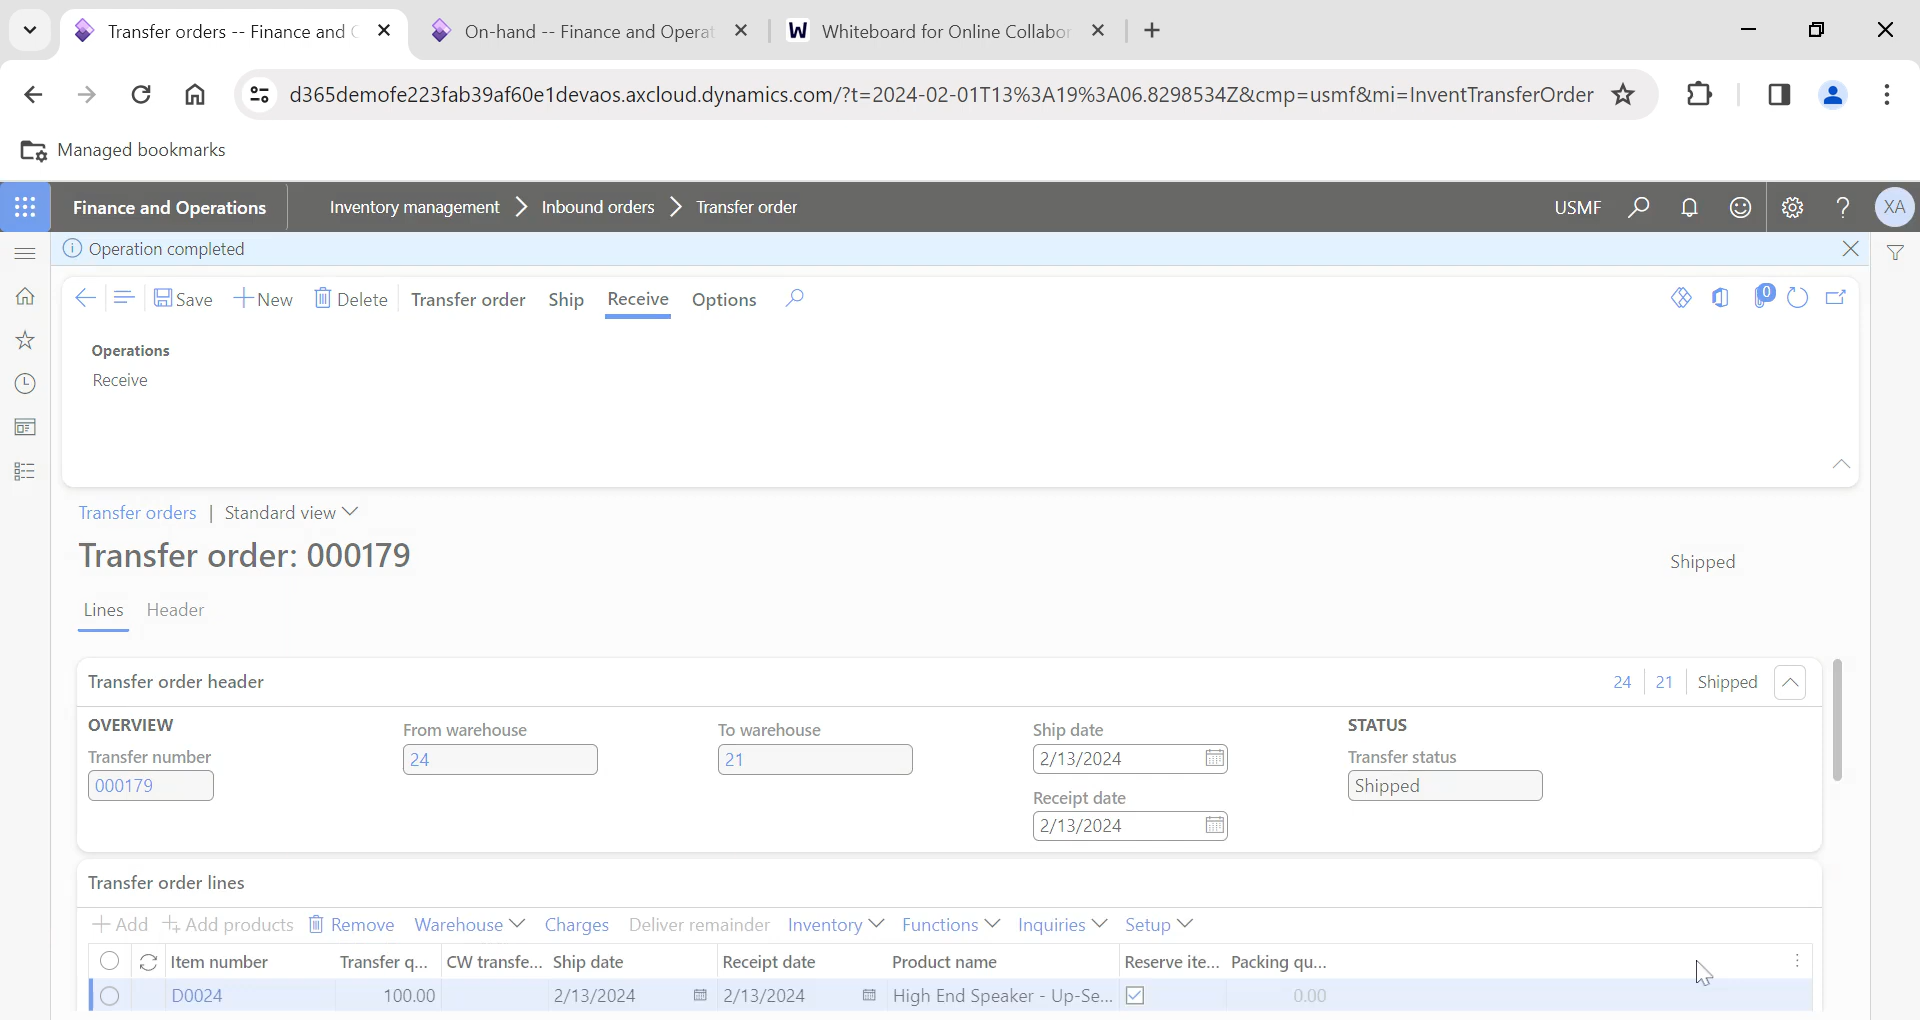 Transfer orders -- Finance and
On-hand -- Finance and Operat
W Whiteboard for Online Collabor
d365demofe223fab39af60e1devaos.axcloud.dynamics.com/?t=2024-02-01T13%3A19%3A06.8298534Z&cmp=usmf&mi=InventTransferOrder
Managed bookmarks
Finance and Operations
Inventory management > Inbound orders > Transfer order
USMF
?
XA
Operation completed
Save
New
Delete
Transfer order
Ship
Receive
Options
0
Operations
Receive
Transfer orders | Standard view
Transfer order: 000179
Shipped
Lines Header
Transfer order header
24 | 21 | Shipped
OVERVIEW
Transfer number
000179
From warehouse
24
To warehouse
21
Ship date
2/13/2024
Receipt date
2/13/2024
STATUS
Transfer status
Shipped
Transfer order lines
Add
Add products
Remove
Warehouse
Charges
Deliver remainder
Inventory
Functions
Inquiries
Setup
Item number Transfer q... CW transfe... Ship date Receipt date Product name Reserve ite... Packing qu...
D0024 100.00 2/13/2024 2/13/2024 High End Speaker - Up-Se... 0.00